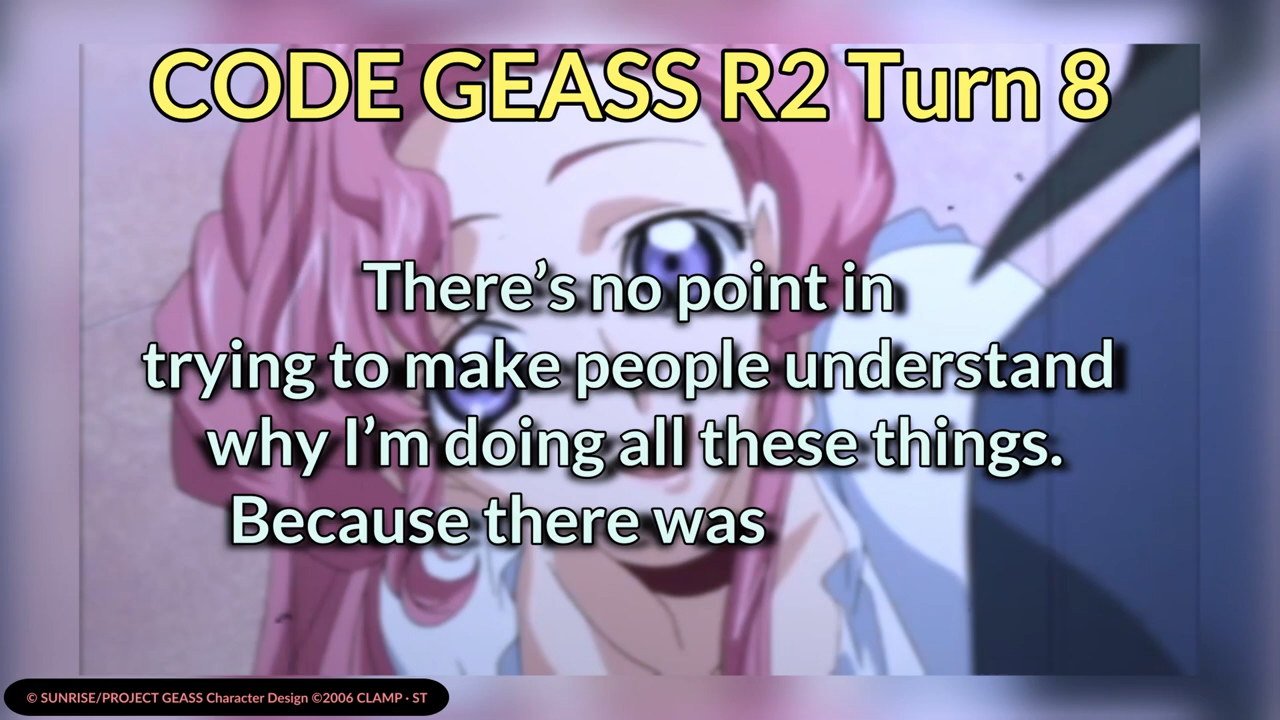 CODE GEASS R2 Turn 8
There’s no point in
trying to make people understand
why I’m doing all these things.
Because there was
© SUNRISE/PROJECT GEASS Character Design ©2006 CLAMP · ST